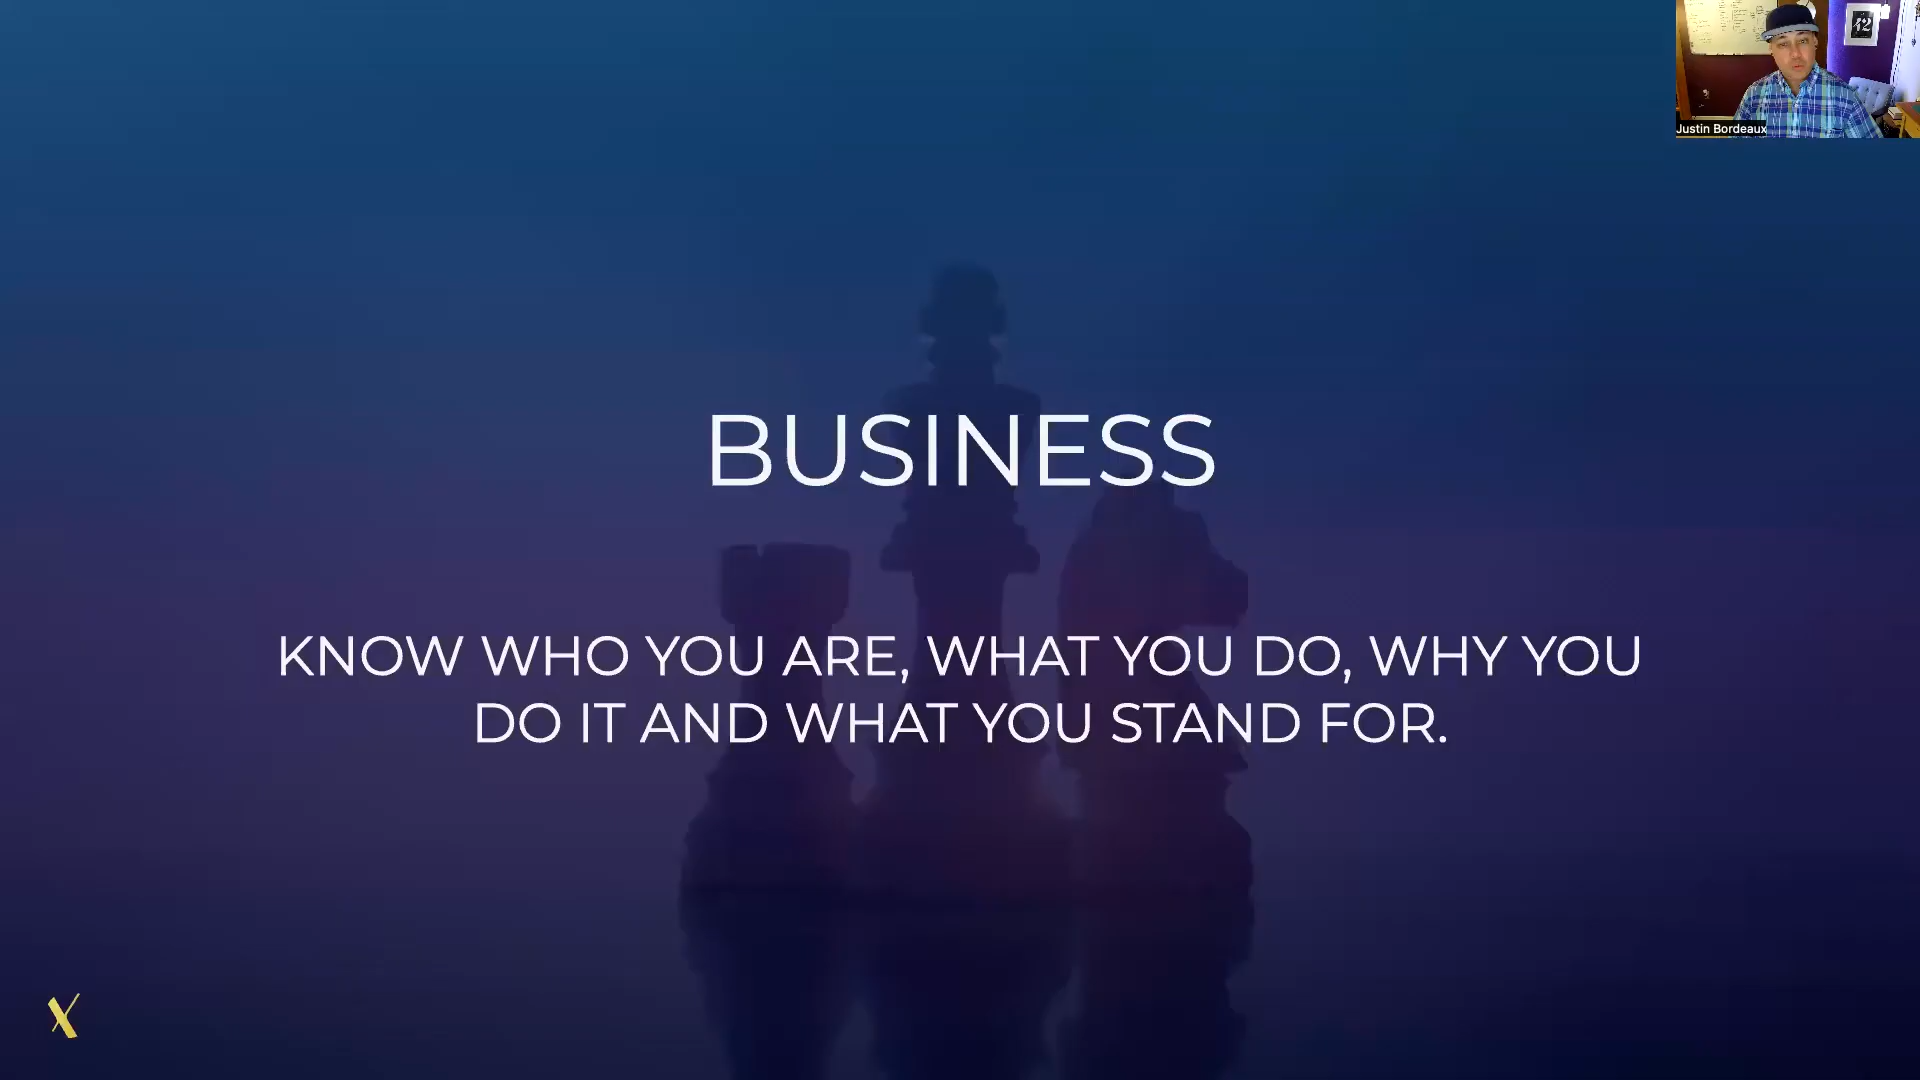 42
Justin Bordeaux
BUSINESS
KNOW WHO YOU ARE, WHAT YOU DO, WHY YOU
DO IT AND WHAT YOU STAND FOR.
X